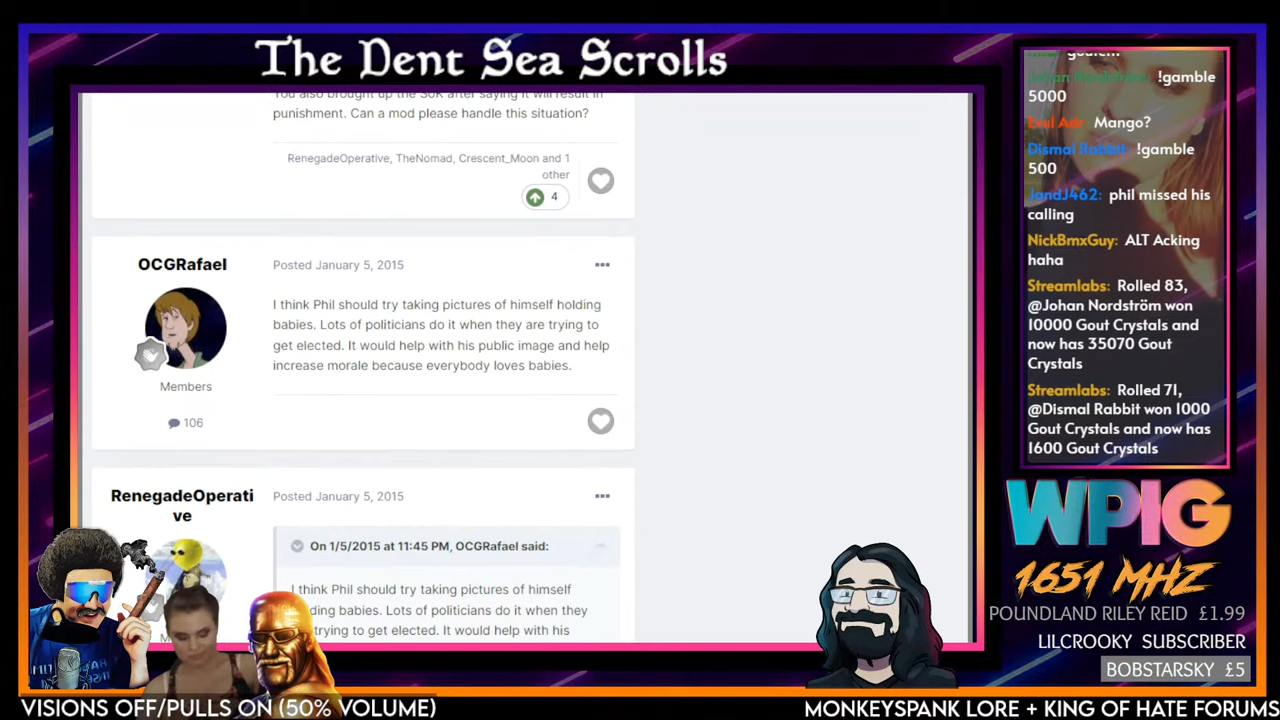 The Dent Sea Scrolls
You also brought up the SOK after saying it will result in
punishment. Can a mod please handle this situation?
RenegadeOperative, TheNomad, Crescent_Moon and 1
other
4
OCGRafael
Posted January 5, 2015
I think Phil should try taking pictures of himself holding
babies. Lots of politicians do it when they are trying to
get elected. It would help with his public image and help
increase morale because everybody loves babies.
Members
106
RenegadeOperati
ve
Posted January 5, 2015
On 1/5/2015 at 11:45 PM, OCGRafael said:
I think Phil should try taking pictures of himself
ding babies. Lots of politicians do it when they
trying to get elected. It would help with his
Johan Nordström: !gamble
5000
Evul Adr: Mango?
Dismal Rabbit: !gamble
500
JandJ462: phil missed his
calling
NickBmxGuy: ALT Acking
haha
Streamlabs: Rolled 83,
@Johan Nordström won
10000 Gout Crystals and
now has 35070 Gout
Crystals
Streamlabs: Rolled 71,
@Dismal Rabbit won 1000
Gout Crystals and now has
1600 Gout Crystals
WPIG
1651 MHZ
POUNDLAND RILEY REID £1.99
LILCROOKY SUBSCRIBER
BOBSTARSKY £5
VISIONS OFF/PULLS ON (50% VOLUME)
MONKEYSPANK LORE + KING OF HATE FORUMS